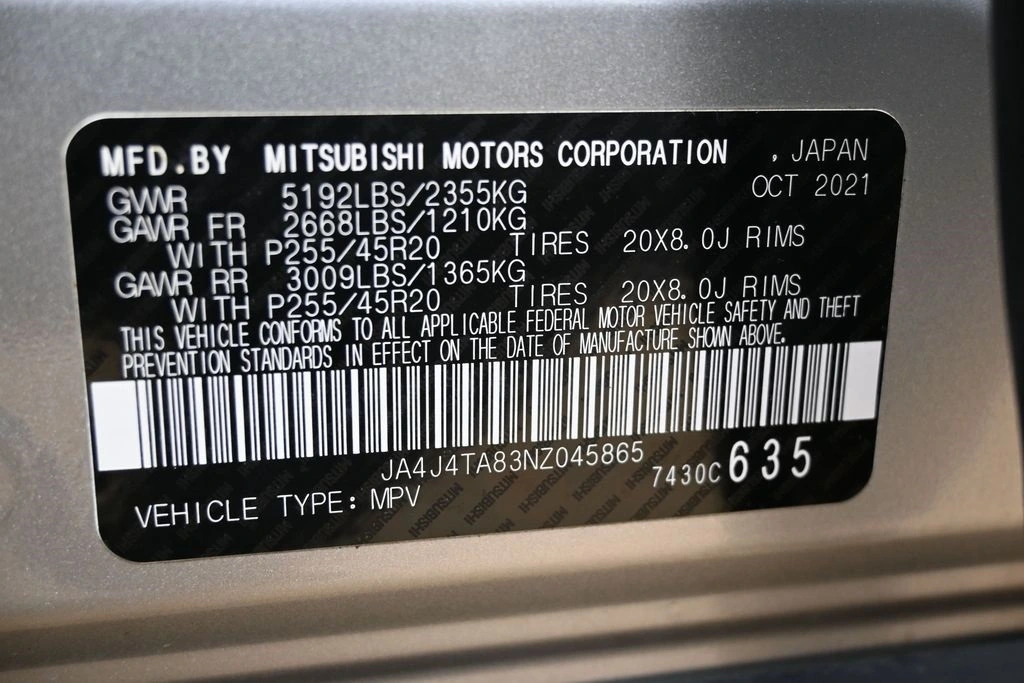 MFD.BY MITSUBISHI MOTORS CORPORATION , JAPAN
OCT 2021
GVWR 5192LBS/2355KG
GAWR FR 2668LBS/1210KG
WITH P255/45R20 TIRES 20X8.0J RIMS
GAWR RR 3009LBS/1365KG
WITH P255/45R20 TIRES 20X8.0J RIMS
THIS VEHICLE CONFORMS TO ALL APPLICABLE FEDERAL MOTOR VEHICLE SAFETY AND THEFT
PREVENTION STANDARDS IN EFFECT ON THE DATE OF MANUFACTURE SHOWN ABOVE.
JA4J4TA83NZ045865
7430C 635
VEHICLE TYPE: MPV